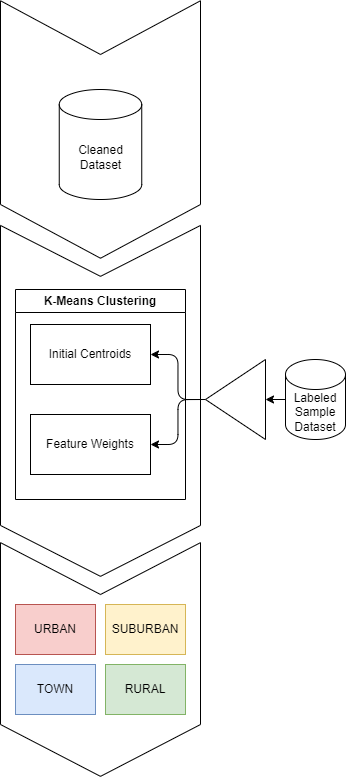 Cleaned
Dataset
K-Means Clustering
Initial Centroids
Feature Weights
Labeled
Sample
Dataset
URBAN
SUBURBAN
TOWN
RURAL